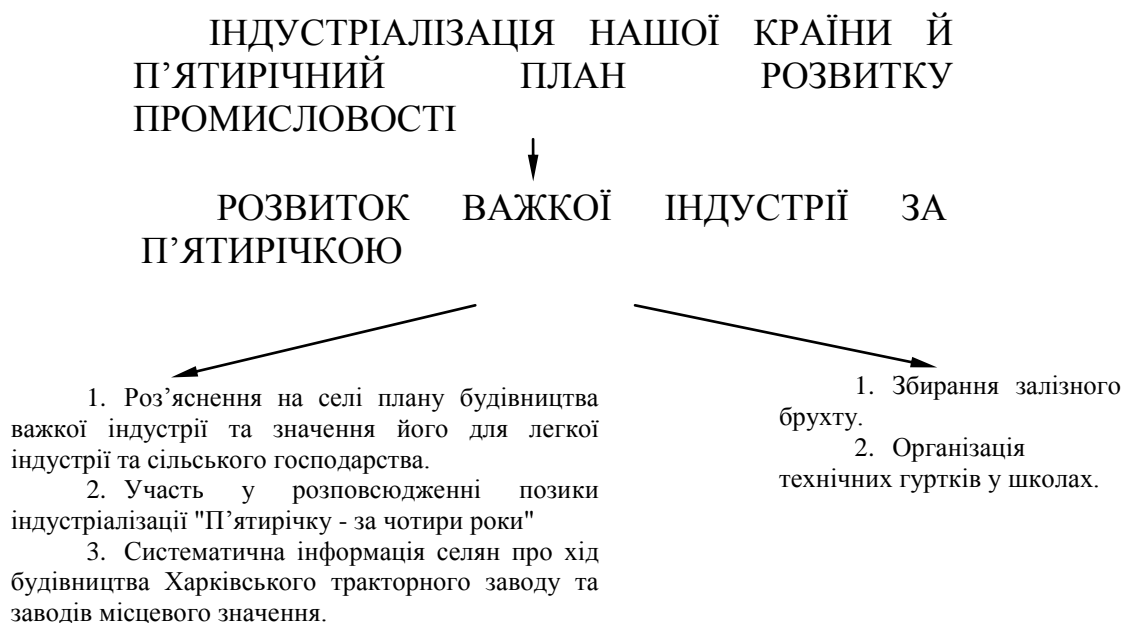 ІНДУСТРІАЛІЗАЦІЯ НАШОЇ КРАЇНИ Й
П’ЯТИРІЧНИЙ ПЛАН РОЗВИТКУ
ПРОМИСЛОВОСТІ
РОЗВИТОК ВАЖКОЇ ІНДУСТРІЇ ЗА
П’ЯТИРІЧКОЮ
1. Роз’яснення на селі плану будівництва
важкої індустрії та значення його для легкої
індустрії та сільського господарства.
2. Участь у розповсюдженні позики
індустріалізації "П’ятирічку - за чотири роки"
3. Систематична інформація селян про хід
будівництва Харківського тракторного заводу та
заводів місцевого значення.
1. Збирання залізного
брухту.
2. Організація
технічних гуртків у школах.